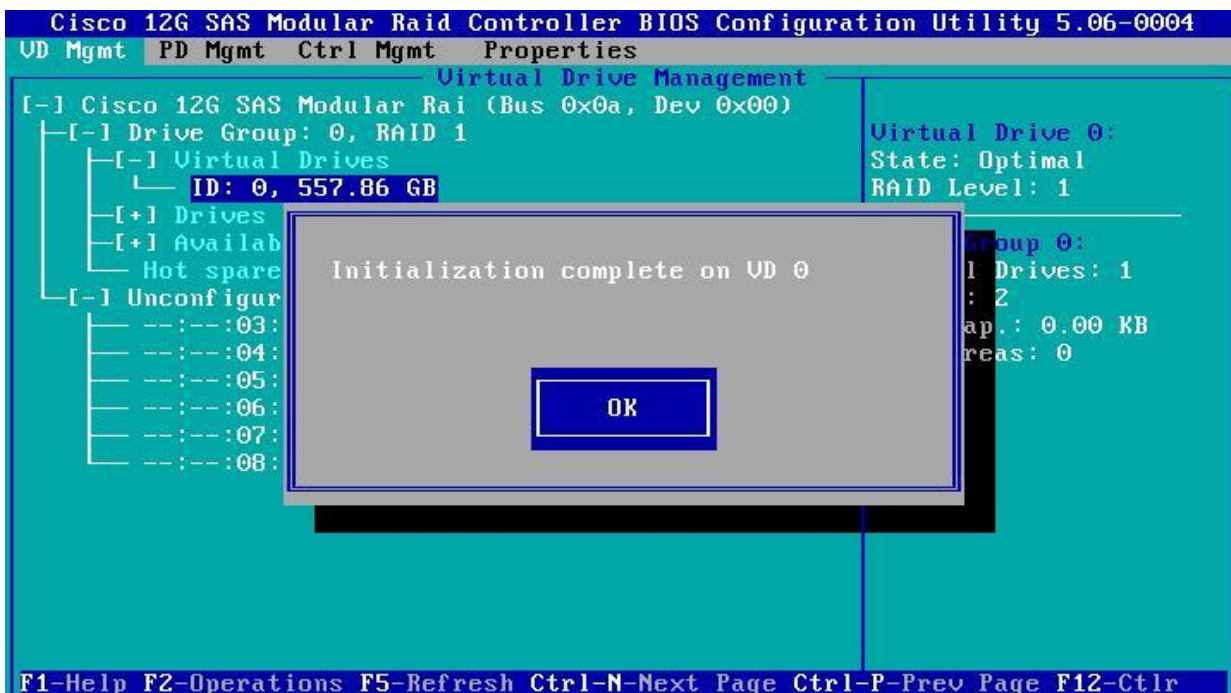 Cisco 12G SAS Modular Raid Controller BIOS Configuration Utility 5.06-0004
VD Mgmt PD Mgmt Ctrl Mgmt Properties
Virtual Drive Management
[-] Cisco 12G SAS Modular Rai (Bus 0x0a, Dev 0x00)
[-] Drive Group: 0, RAID 1
[-] Virtual Drives
ID: 0, 557.86 GB
[+] Drives
[+] Availab
Hot spare
[-] Unconfigur
--:--:03:
--:--:04:
--:--:05:
--:--:06:
--:--:07:
--:--:08:
Initialization complete on VD 0
OK
Virtual Drive 0:
State: Optimal
RAID Level: 1
oup 0:
l Drives: 1
: 2
ap.: 0.00 KB
reas: 0
F1-Help F2-Operations F5-Refresh Ctrl-N-Next Page Ctrl-P-Prev Page F12-Ctlr